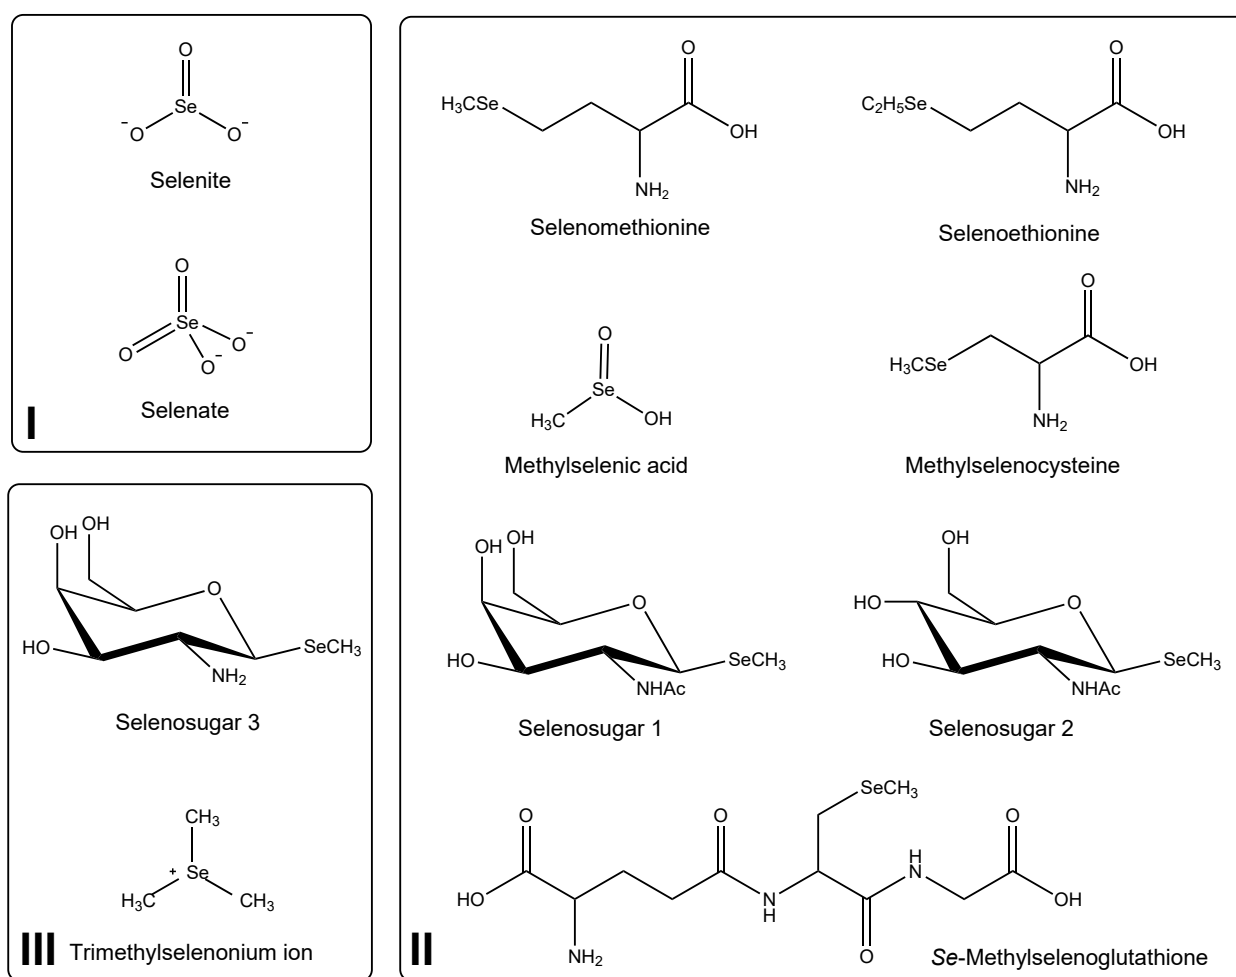 O
Se
⁻O
O⁻
Selenite
O
Se
O
O⁻
O⁻
Selenate
I
O
H₃CSe
OH
NH₂
Selenomethionine
O
C₂H₅Se
OH
NH₂
Selenoethionine
O
Se
H₃C
OH
Methylselenic acid
O
H₃CSe
OH
NH₂
Methylselenocysteine
OH
OH
O
HO
SeCH₃
NH₂
Selenosugar 3
OH
OH
O
HO
SeCH₃
NHAc
Selenosugar 1
OH
HO
O
HO
SeCH₃
NHAc
Selenosugar 2
CH₃
+
Se
H₃C
CH₃
III Trimethylselenonium ion
SeCH₃
O
O
O
H
N
HO
N
H
OH
NH₂
O
II
Se-Methylselenoglutathione